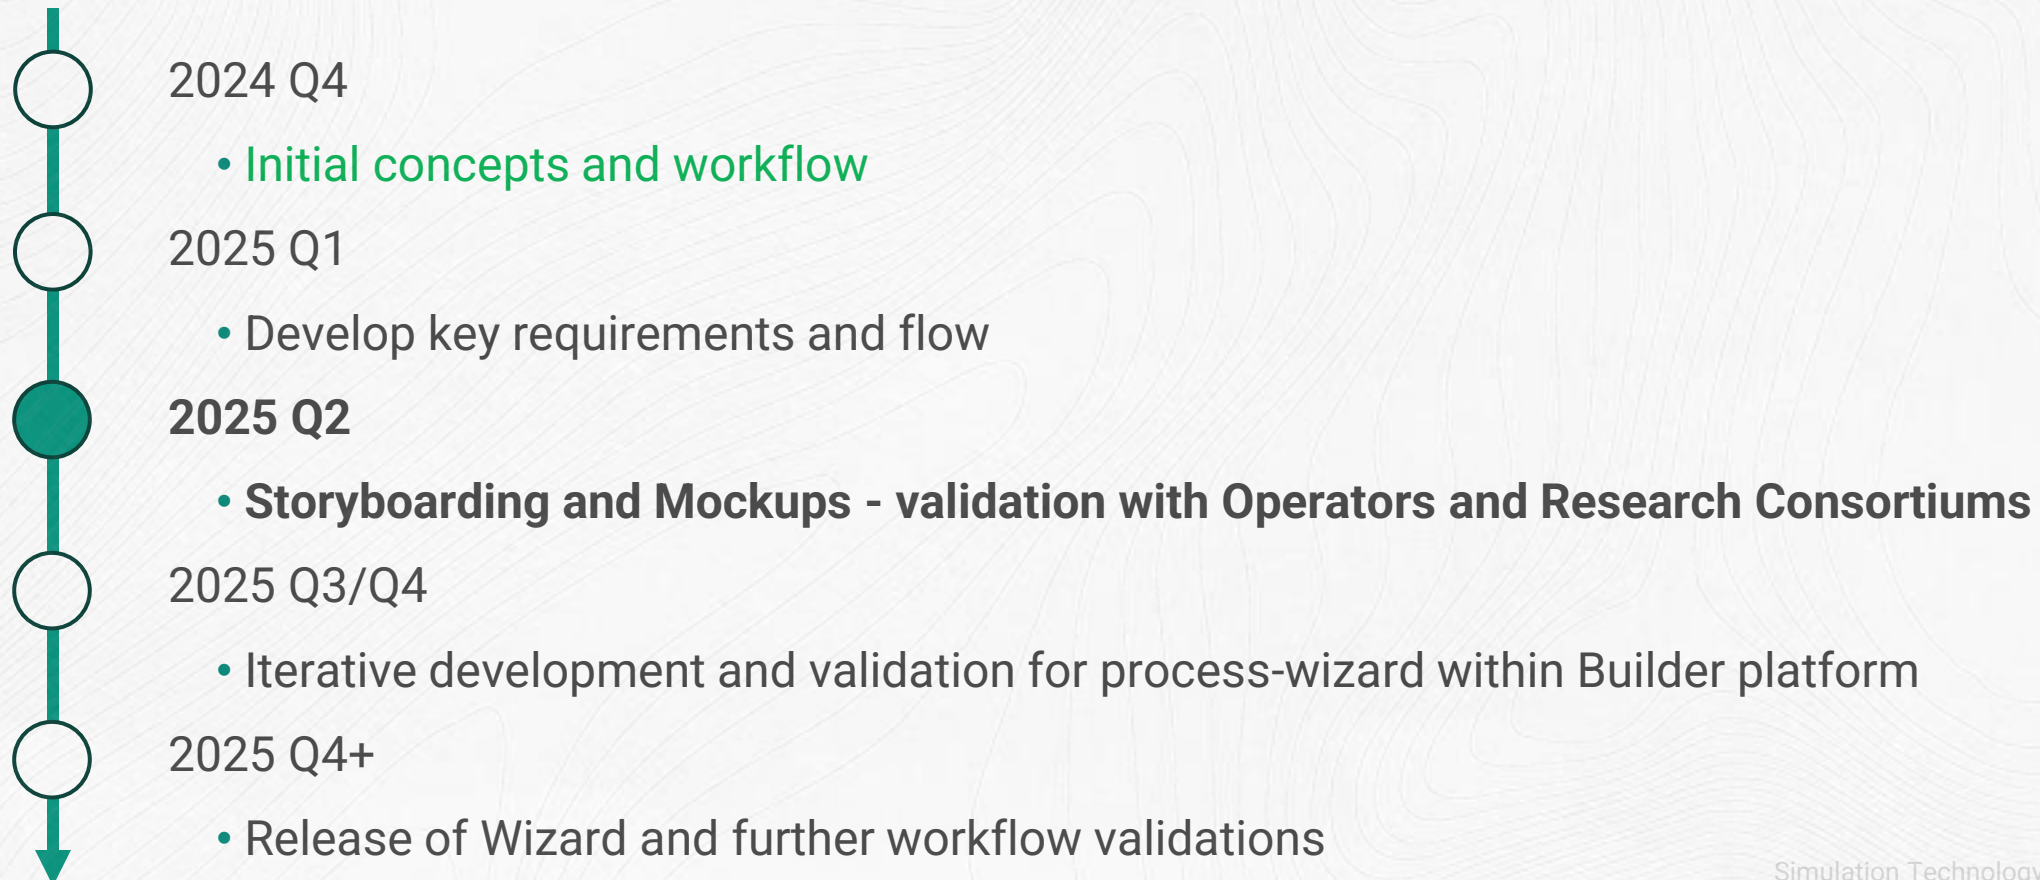 2024 Q4
• Initial concepts and workflow
2025 Q1
• Develop key requirements and flow
2025 Q2
• Storyboarding and Mockups - validation with Operators and Research Consortiums
2025 Q3/Q4
• Iterative development and validation for process-wizard within Builder platform
2025 Q4+
• Release of Wizard and further workflow validations
Simulation Technology